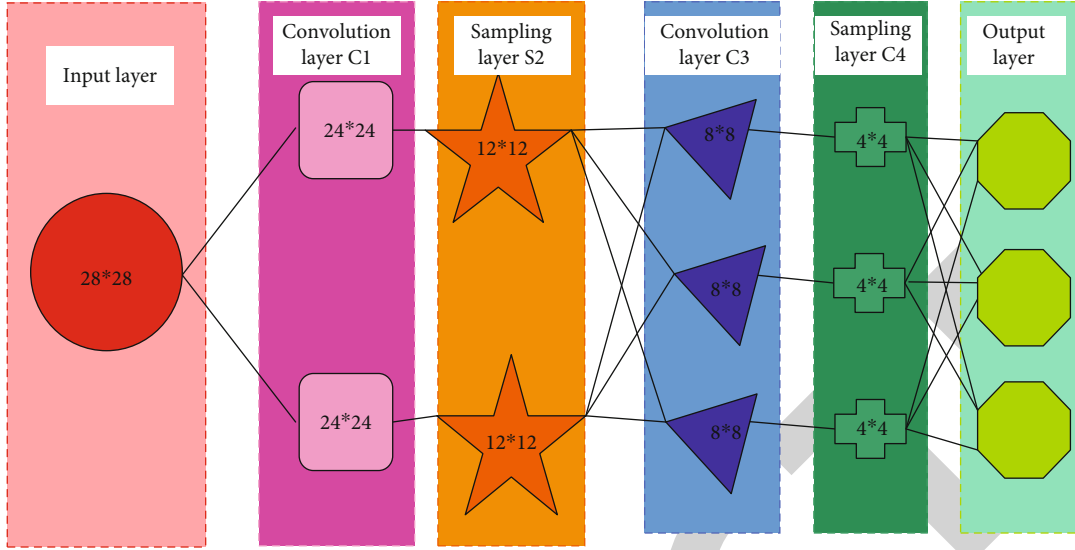 Input layer
Convolution
layer C1
Sampling
layer S2
Convolution
layer C3
Sampling
layer C4
Output
layer
28*28
24*24
24*24
12*12
12*12
8*8
8*8
8*8
4*4
4*4
4*4